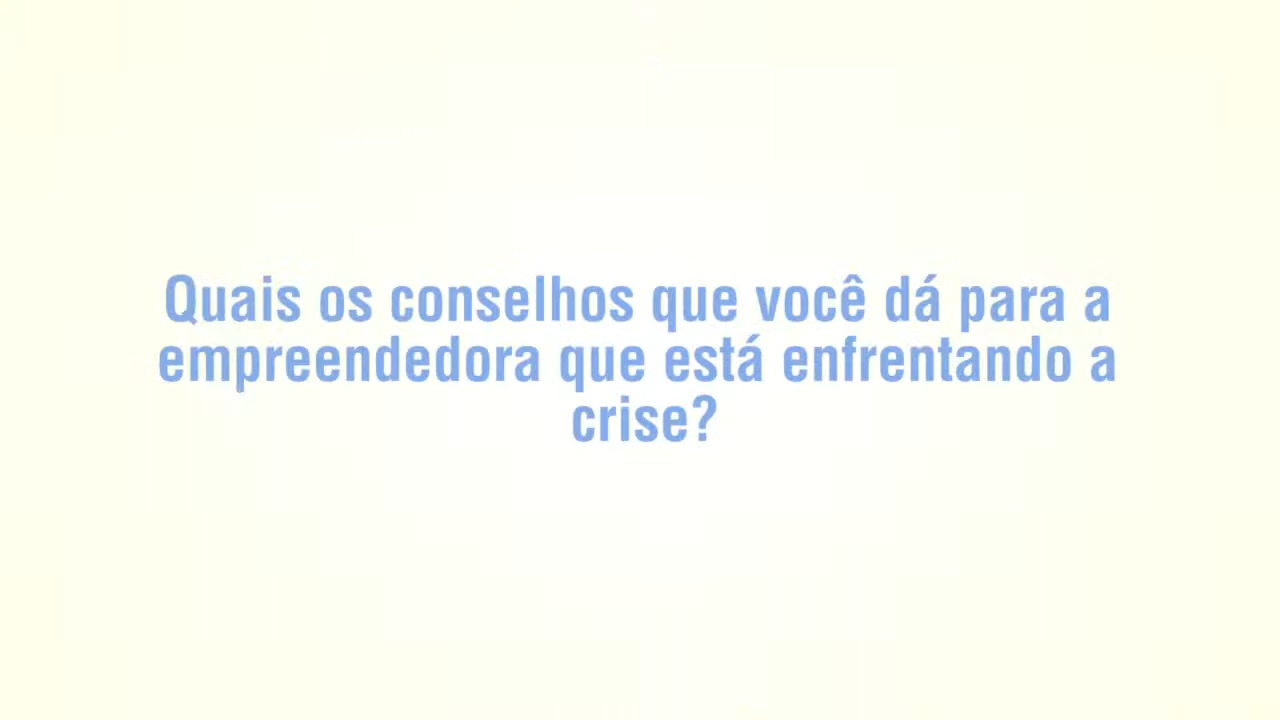 Quais os conselhos que você dá para a
empreendedora que está enfrentando a
crise?